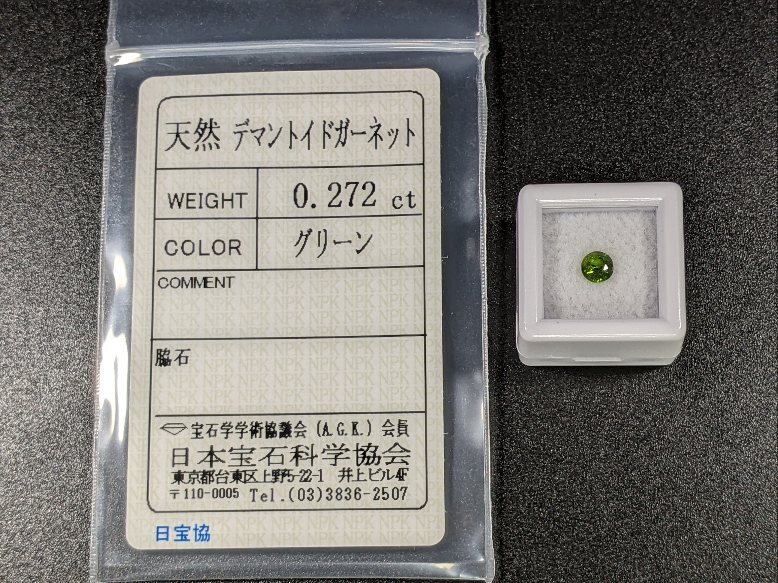 天然 デマントイドガーネット
WEIGHT 0.272 ct
COLOR グリーン
COMMENT
脇石
宝石学学術協議会 (A.G.K.) 会員
日本宝石科学協会
東京都台東区上野5-22-1 井上ビル4F
〒110-0005 Tel.(03)3836-2507
日宝協